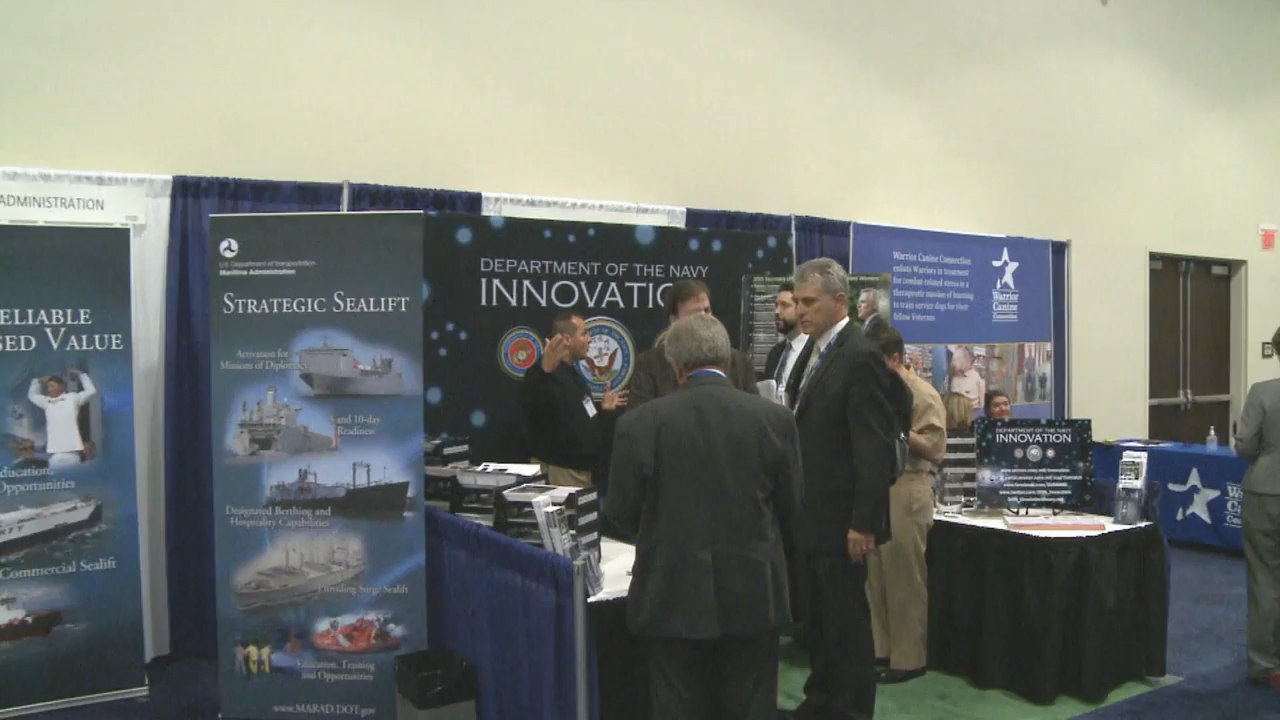 ADMINISTRATION
ELIABLE
SED VALUE
ducation,
Opportunities
Commercial Sealift
U.S. Department of Transportation
Maritime Administration
STRATEGIC SEALIFT
Activation for
Missions of Diplomacy
and 10-day
Readiness
Designated Berthing and
Hospitality Capabilities
Providing Surge Sealift
Education, Training
and Opportunities
www.MARAD.DOT.gov
DEPARTMENT OF THE NAVY
INNOVATIO
Warrior Canine Connection
enlists Warriors in treatment
for combat-related stress in a
therapeutic mission of learning
to train service dogs for their
fellow Veterans.
Warrior
Canine
Connection
DEPARTMENT OF THE NAVY
INNOVATION